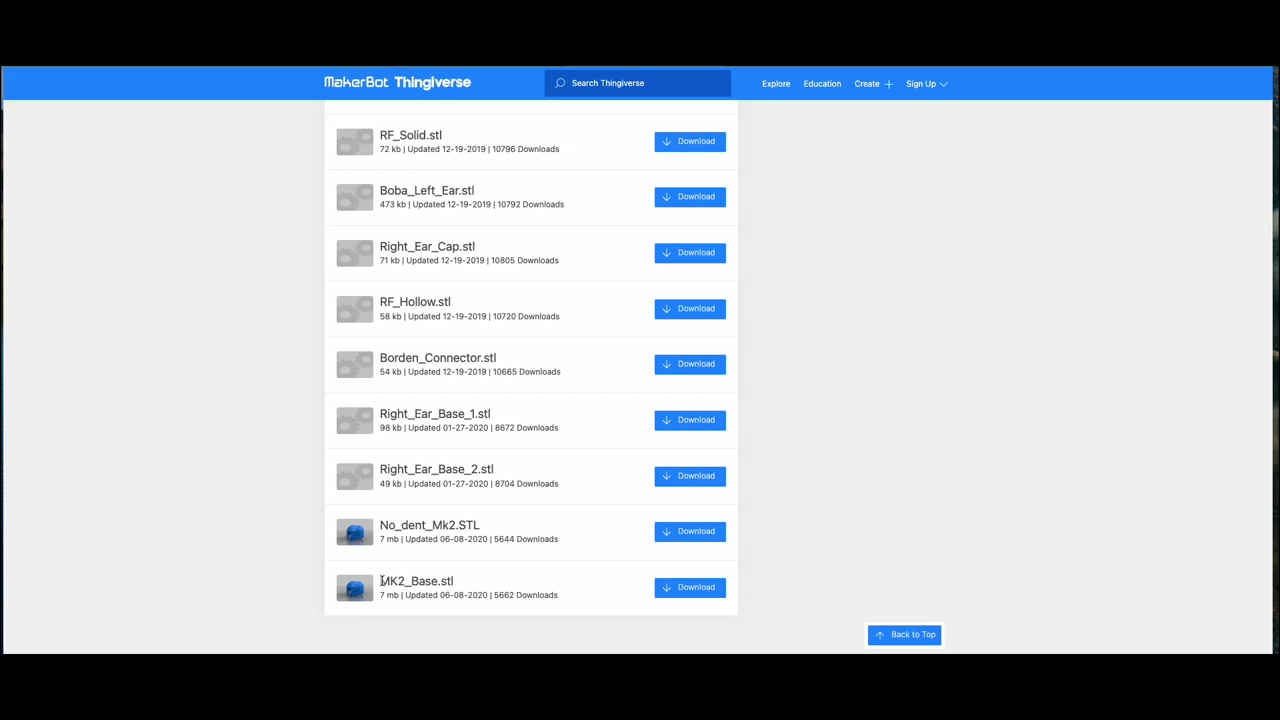 MakerBot Thingiverse
Search Thingiverse
Explore
Education
Create
Sign Up
RF_Solid.stl
72 kb | Updated 12-19-2019 | 10796 Downloads
Download
Boba_Left_Ear.stl
473 kb | Updated 12-19-2019 | 10792 Downloads
Download
Right_Ear_Cap.stl
71 kb | Updated 12-19-2019 | 10805 Downloads
Download
RF_Hollow.stl
58 kb | Updated 12-19-2019 | 10720 Downloads
Download
Borden_Connector.stl
54 kb | Updated 12-19-2019 | 10665 Downloads
Download
Right_Ear_Base_1.stl
98 kb | Updated 01-27-2020 | 8672 Downloads
Download
Right_Ear_Base_2.stl
49 kb | Updated 01-27-2020 | 8704 Downloads
Download
No_dent_Mk2.STL
7 mb | Updated 06-08-2020 | 5644 Downloads
Download
MK2_Base.stl
7 mb | Updated 06-08-2020 | 5662 Downloads
Download
Back to Top